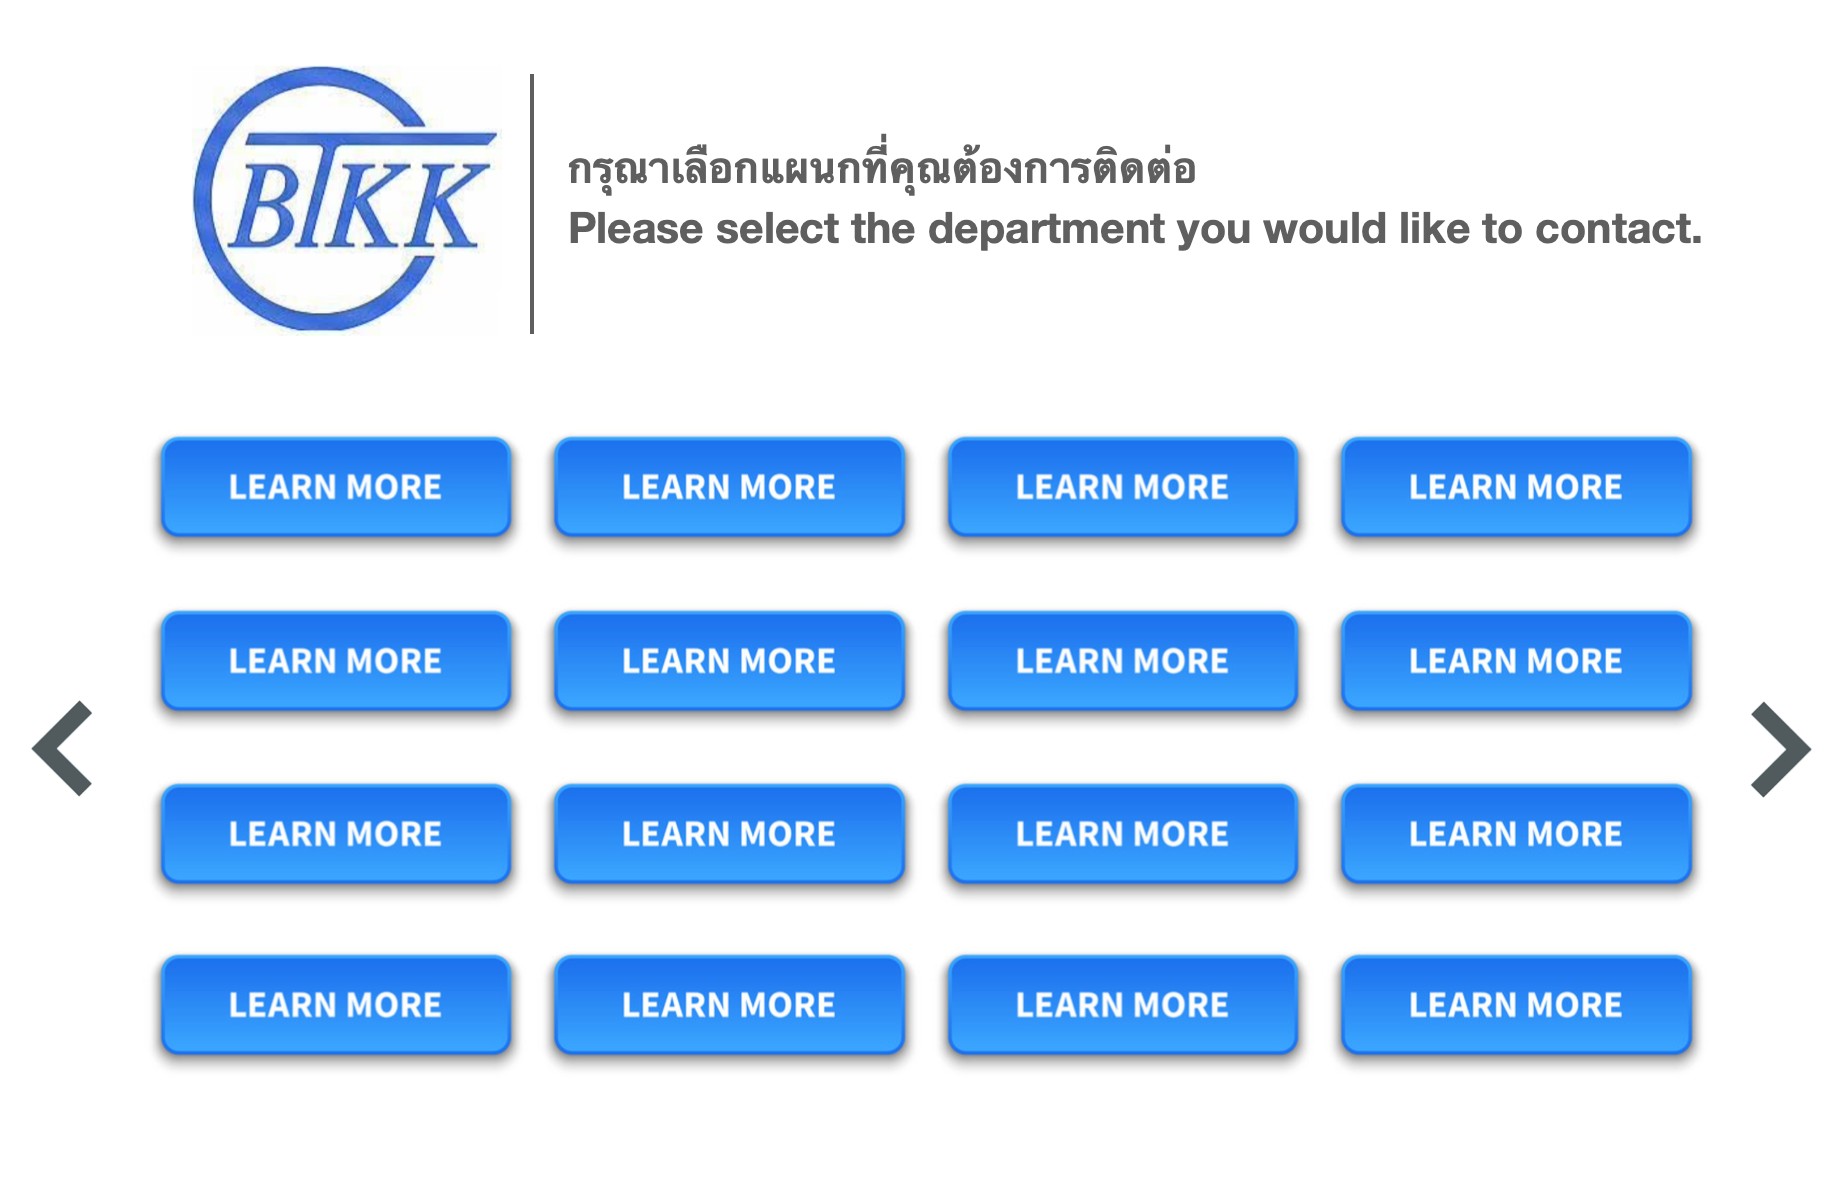 BTKK
กรุณาเลือกแผนกที่คุณต้องการติดต่อ
Please select the department you would like to contact.
LEARN MORE LEARN MORE LEARN MORE LEARN MORE
LEARN MORE LEARN MORE LEARN MORE LEARN MORE
LEARN MORE LEARN MORE LEARN MORE LEARN MORE
LEARN MORE LEARN MORE LEARN MORE LEARN MORE